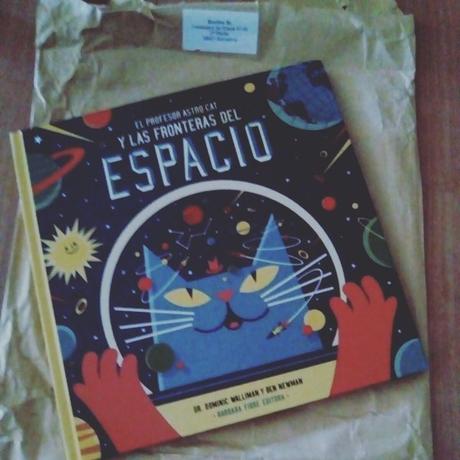 EL PROFESOR ASTRO CAT
Y LAS FRONTERAS DEL
ESPACIO
DR. DOMINIC WALLIMAN Y BEN NEWMAN
- BARBARA FIORE EDITORA -